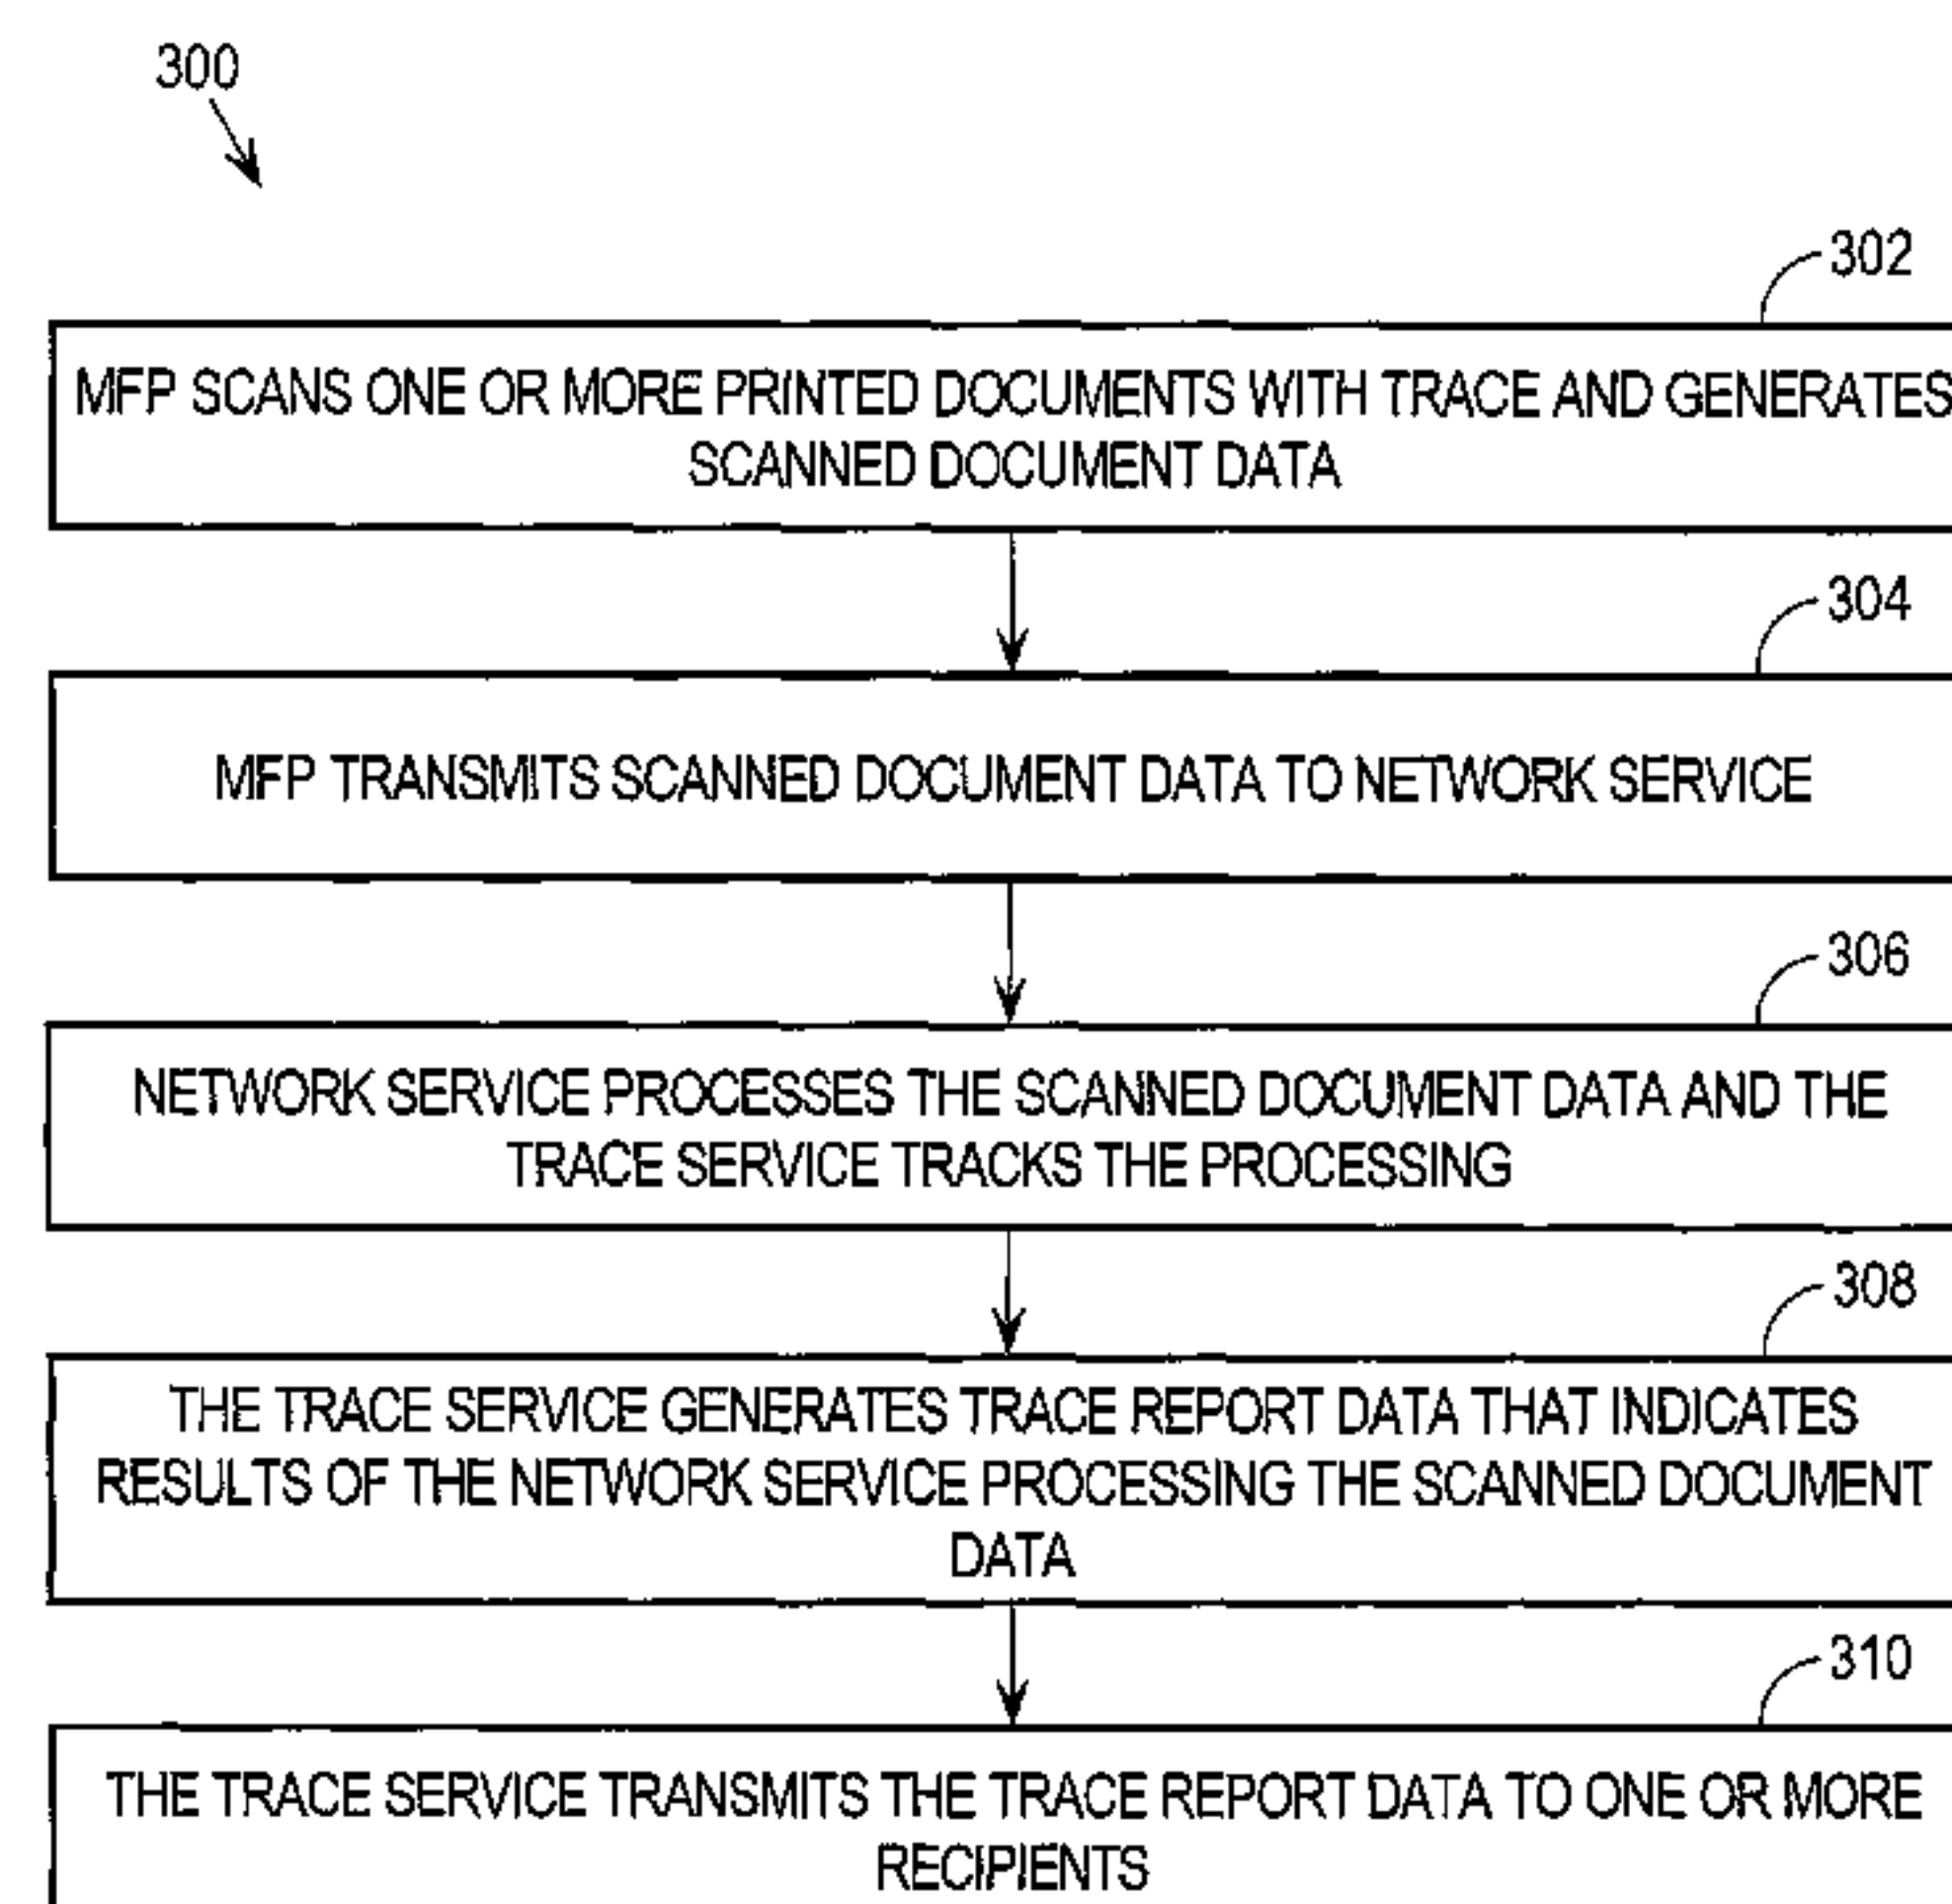 300
302
MFP SCANS ONE OR MORE PRINTED DOCUMENTS WITH TRACE AND GENERATES
SCANNED DOCUMENT DATA
304
MFP TRANSMITS SCANNED DOCUMENT DATA TO NETWORK SERVICE
306
NETWORK SERVICE PROCESSES THE SCANNED DOCUMENT DATA AND THE
TRACE SERVICE TRACKS THE PROCESSING
308
THE TRACE SERVICE GENERATES TRACE REPORT DATA THAT INDICATES
RESULTS OF THE NETWORK SERVICE PROCESSING THE SCANNED DOCUMENT
DATA
310
THE TRACE SERVICE TRANSMITS THE TRACE REPORT DATA TO ONE OR MORE
RECIPIENTS